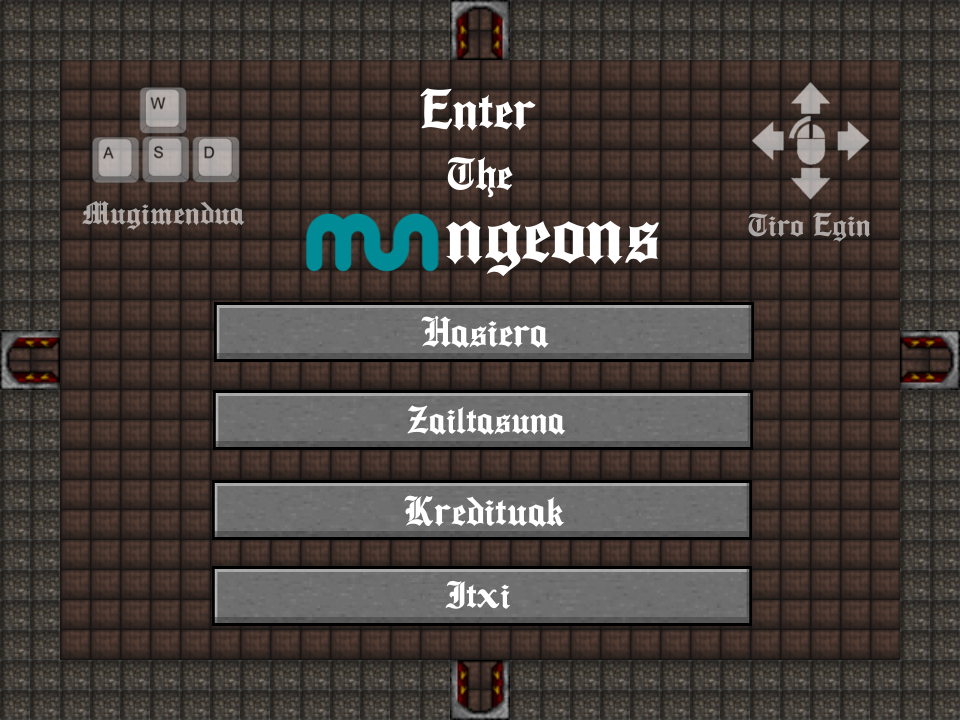 Enter
The
mungeons
W
A S D
Mugimendua
Tiro Egin
Hasiera
Zailtasuna
Kredituak
Itxi